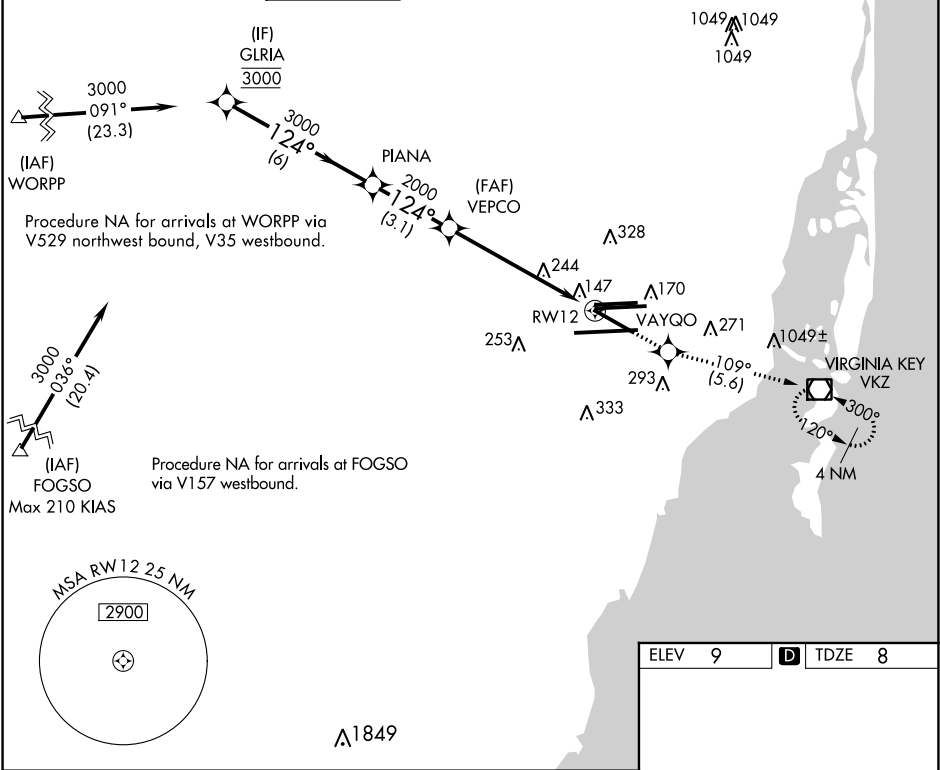 1049 1049
1049
(IF)
GLRIA
3000
3000
091°
(23.3)
(IAF)
WORPP
3000
124°
(6)
PIANA
2000
124°
(3.1)
(FAF)
VEPCO
Procedure NA for arrivals at WORPP via
V529 northwest bound, V35 westbound.
328
244
147
170
RW12
VAYQO
271
253
1049±
109°
(5.6)
VIRGINIA KEY
VKZ
293
333
300°
120°
4 NM
3000
036°
(20.4)
(IAF)
FOGSO
Max 210 KIAS
Procedure NA for arrivals at FOGSO
via V157 westbound.
MSA RW12 25 NM
2900
ELEV 9 D TDZE 8
1849